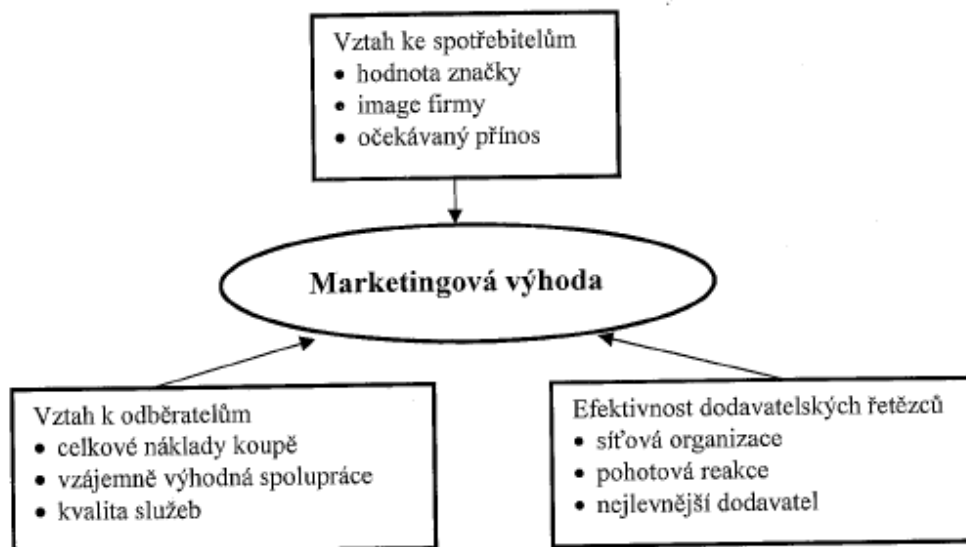 Vztah ke spotřebitelům
• hodnota značky
• image firmy
• očekávaný přínos
Marketingová výhoda
Vztah k odběratelům
• celkové náklady koupě
• vzájemně výhodná spolupráce
• kvalita služeb
Efektivnost dodavatelských řetězců
• síťová organizace
• pohotová reakce
• nejlevnější dodavatel